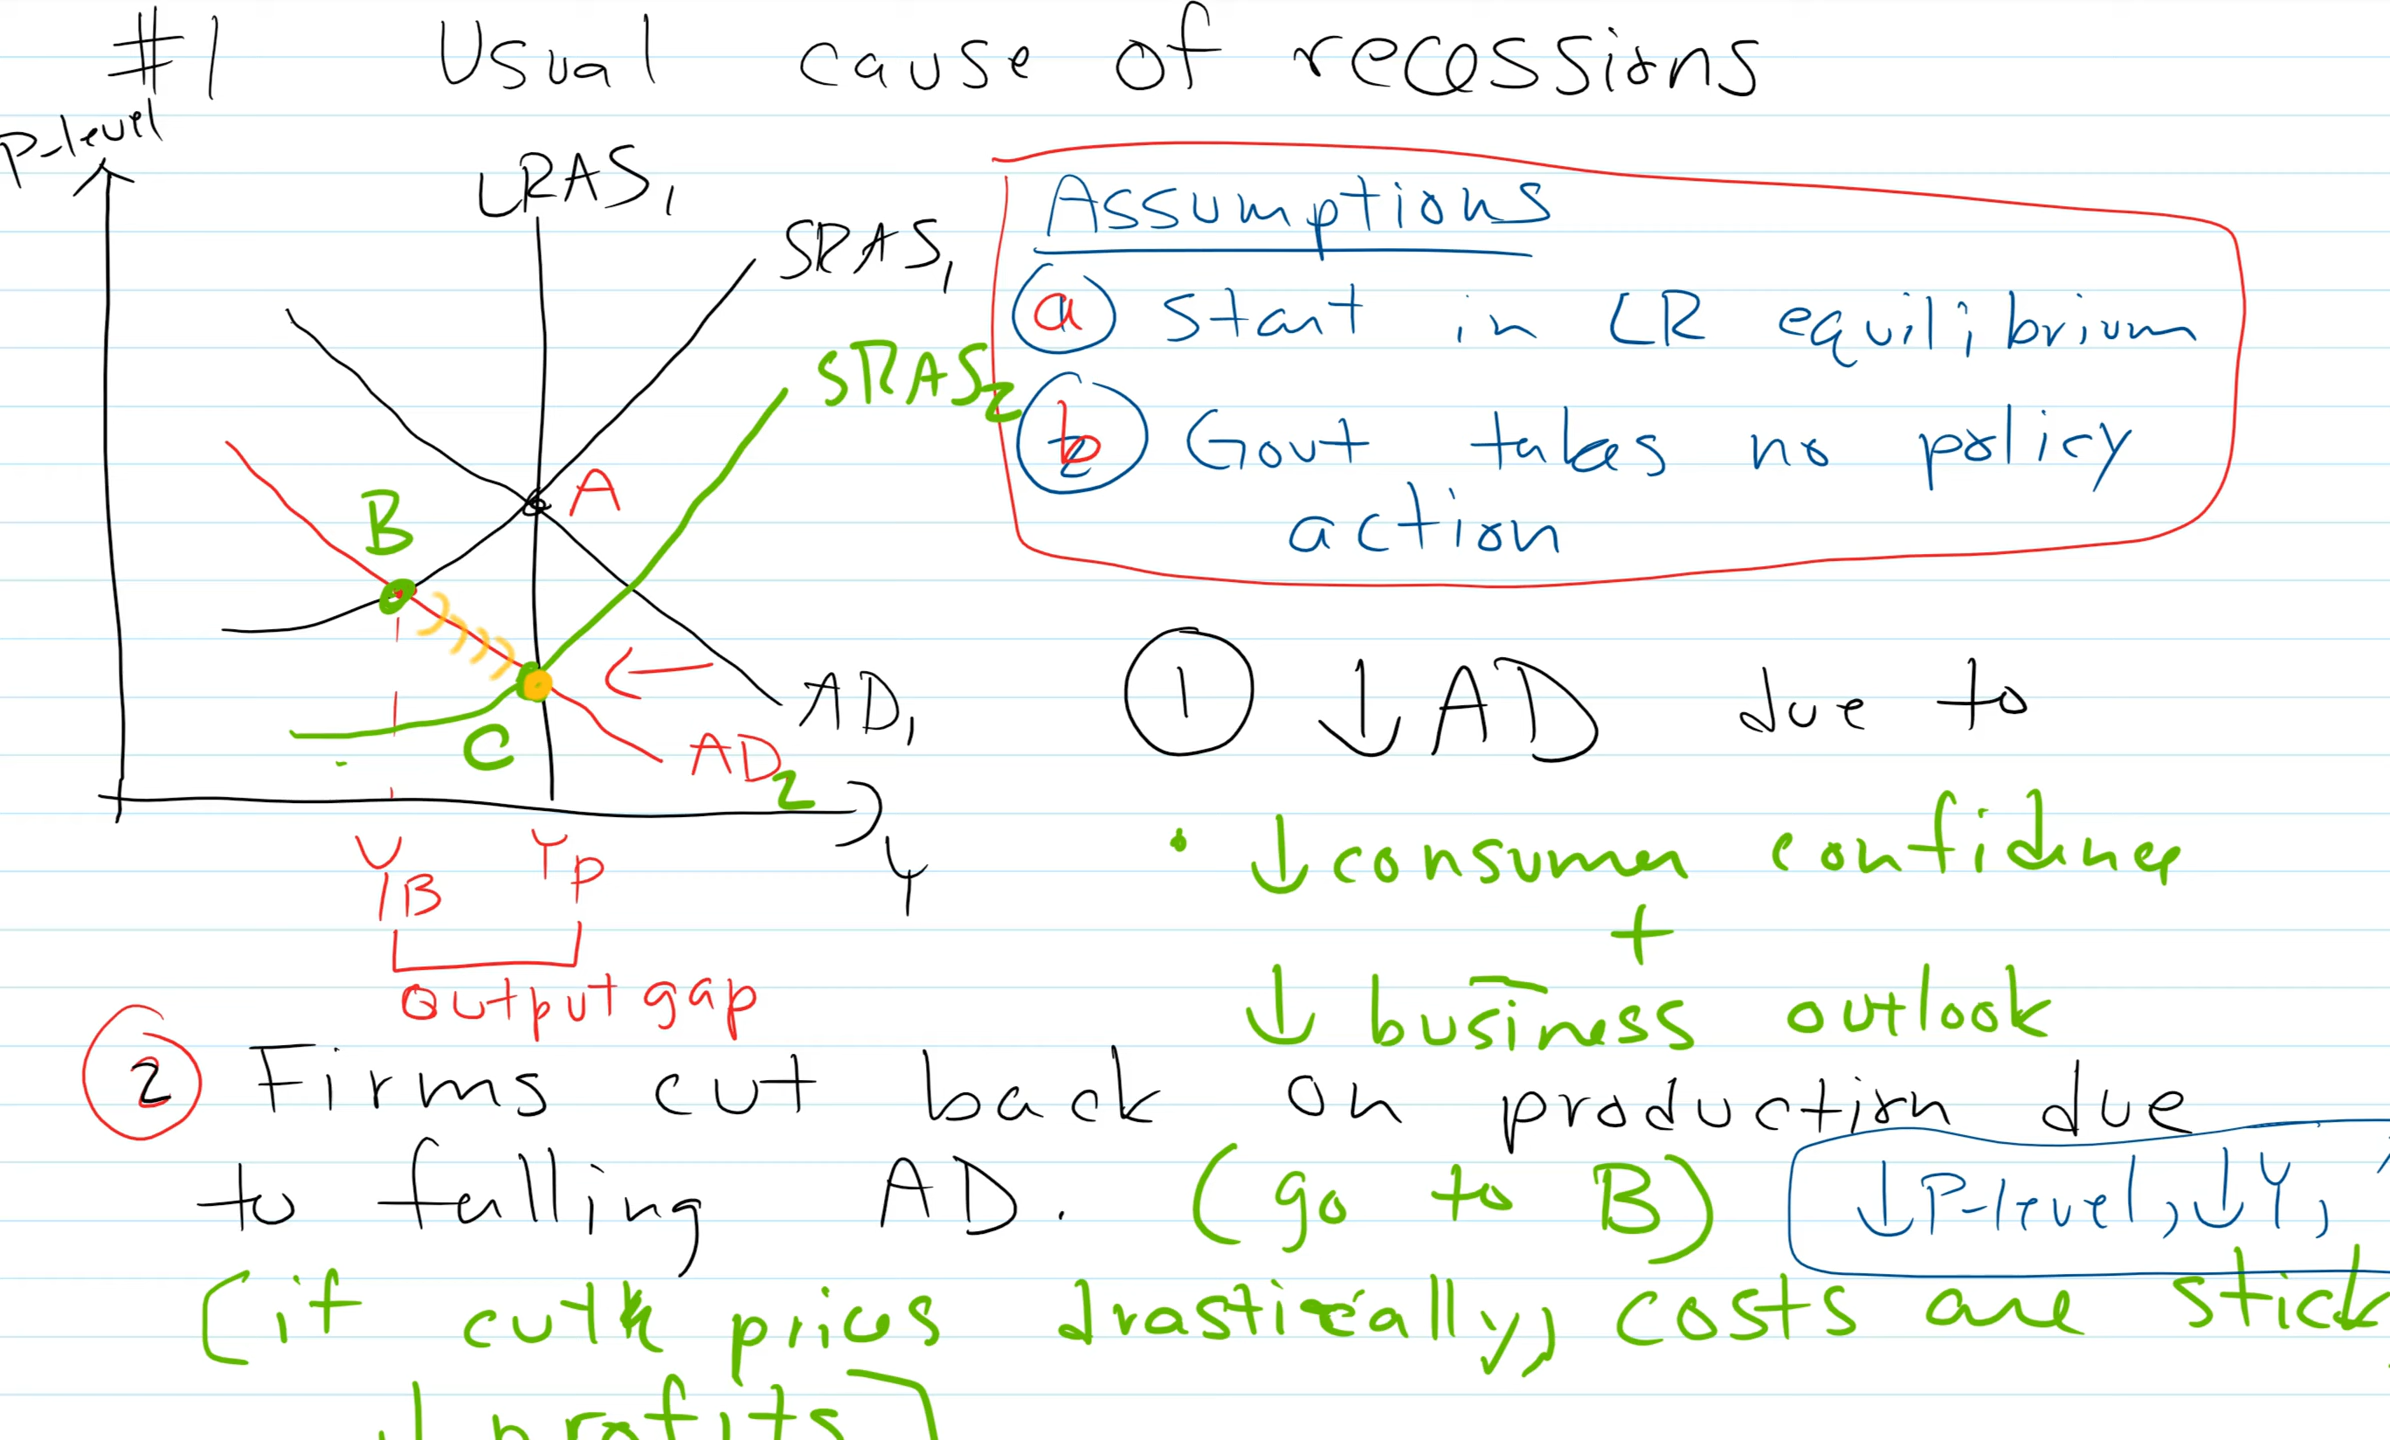 #1 Usual cause of recessions
P-level
LRAS1
SRAS1
Assumptions
a Start in LR equilibrium
SRAS2
b Govt takes no policy
action
A
B
C
AD1
AD2
1 ↓AD due to
• ↓consumer confidence
+
↓ business outlook
YB
YP
Y
output gap
2 Firms cut back on production due
to falling AD. (go to B) ↓P-level, ↓Y,
(if cut prices drastically, costs are stick
↓ profits]